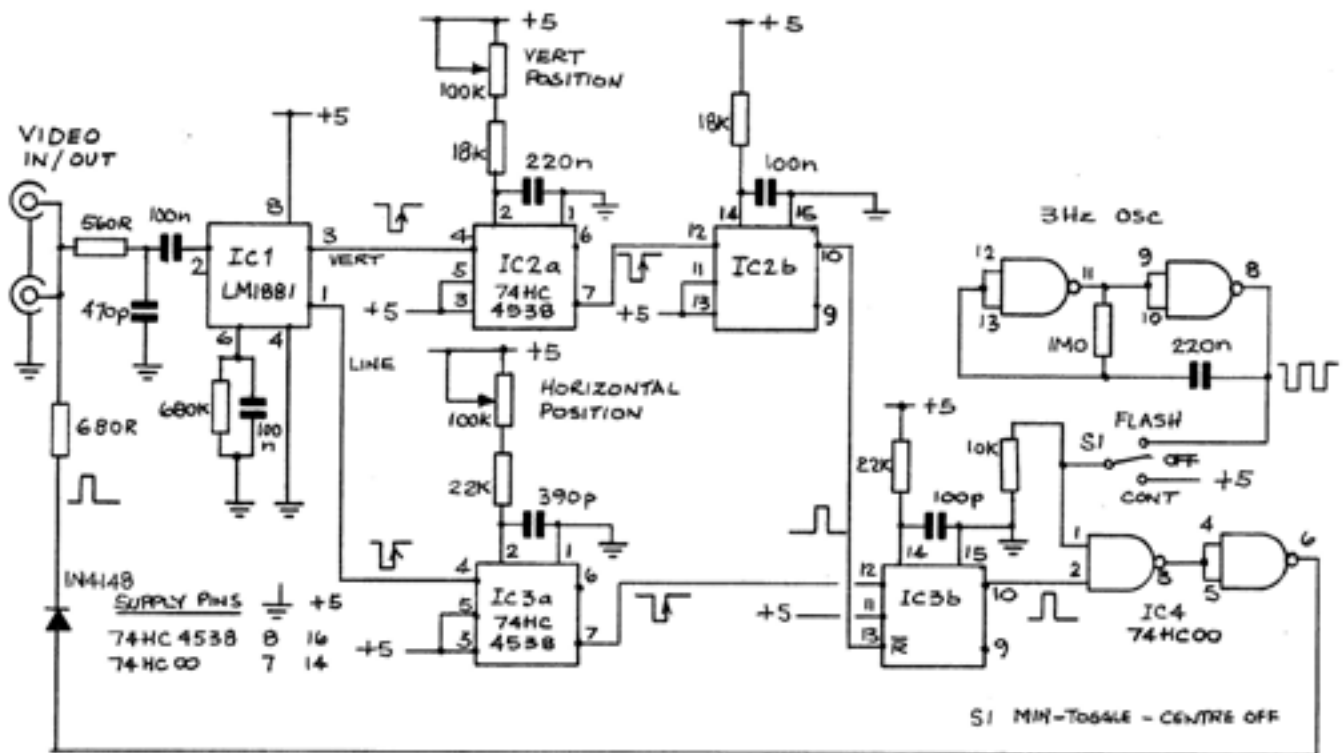 VIDEO
IN/OUT
560R
100n
470p
680R
1N4148
2
8
+5
IC1
LM1881
3
VERT
1
LINE
6
4
680K
100
n
+5
VERT
POSITION
100K
18K
220n
2
1
4
5
3
+5
IC2a
74HC
4538
6
7
+5
18K
100n
14
15
12
11
13
+5
IC2b
10
9
+5
HORIZONTAL
POSITION
100K
22K
390p
2
1
4
5
3
+5
IC3a
74HC
4538
6
7
3Hz OSC
12
13
11
9
10
8
1M0
220n
FLASH
S1
OFF
CONT
+5
+5
22K
10K
100p
14
15
12
11
13
+5
IC3b
R̅
10
9
1
2
3
4
5
6
IC4
74HC00
SUPPLY PINS +5
74HC4538 8 16
74HC00 7 14
S1 MIN-TOGGLE - CENTRE OFF